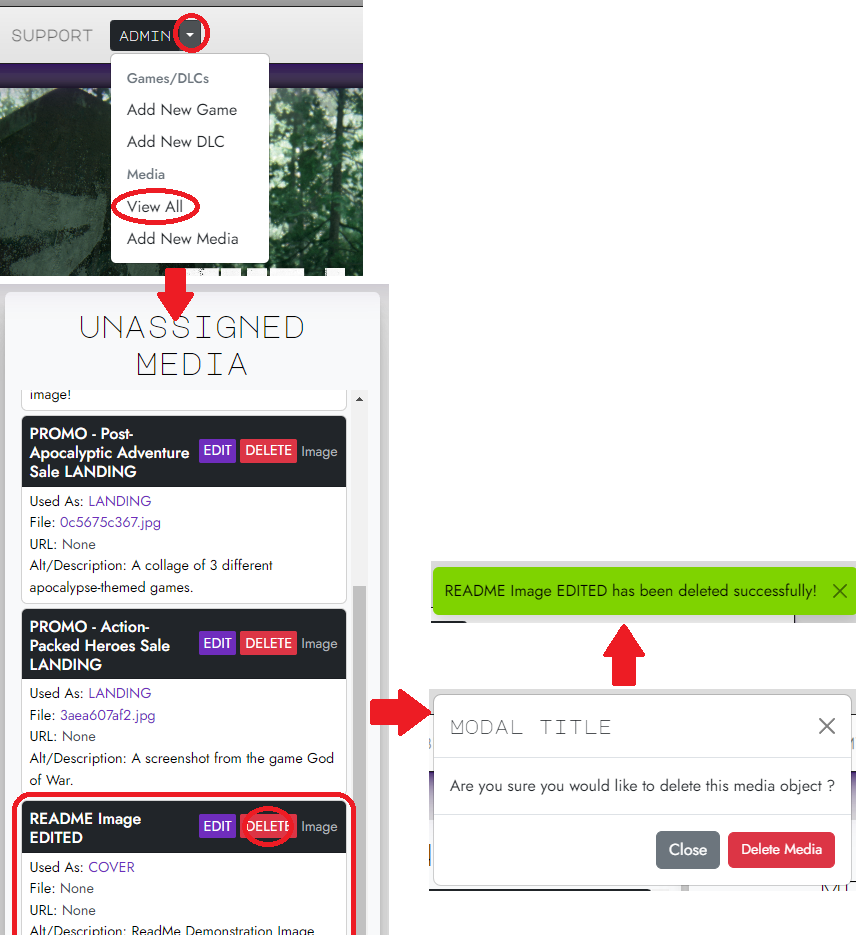 SUPPORT
ADMIN
Games/DLCs
Add New Game
Add New DLC
Media
View All
Add New Media
UNASSIGNED
MEDIA
image!
PROMO - Post-
Apocalyptic Adventure
Sale LANDING
EDIT DELETE Image
Used As: LANDING
File: 0c5675c367.jpg
URL: None
Alt/Description: A collage of 3 different
apocalypse-themed games.
PROMO - Action-
Packed Heroes Sale
LANDING
EDIT DELETE Image
Used As: LANDING
File: 3aea607af2.jpg
URL: None
Alt/Description: A screenshot from the game God
of War.
README Image
EDITED
EDIT DELETE Image
Used As: COVER
File: None
URL: None
Alt/Description: ReadMe Demonstration Image
README Image EDITED has been deleted successfully!
MODAL TITLE
Are you sure you would like to delete this media object ?
Close Delete Media